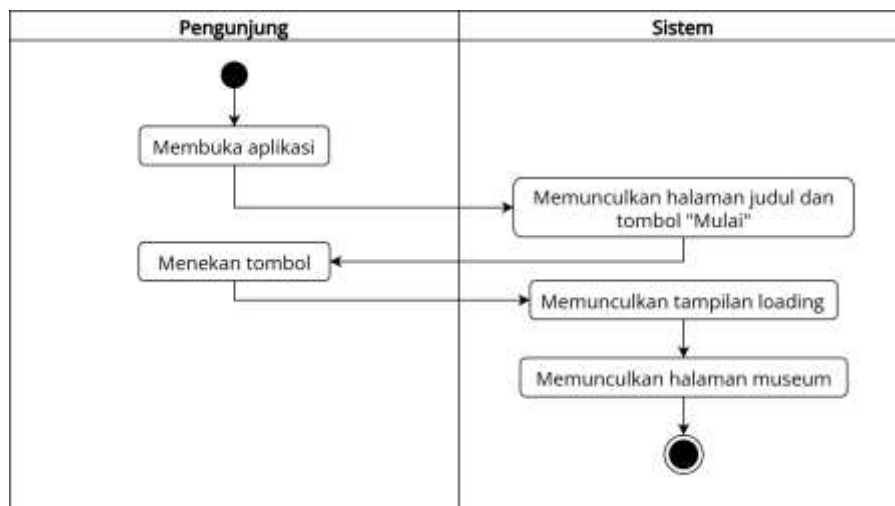 Pengunjung
Sistem
Membuka aplikasi
Memunculkan halaman judul dan
tombol "Mulai"
Menekan tombol
Memunculkan tampilan loading
Memunculkan halaman museum